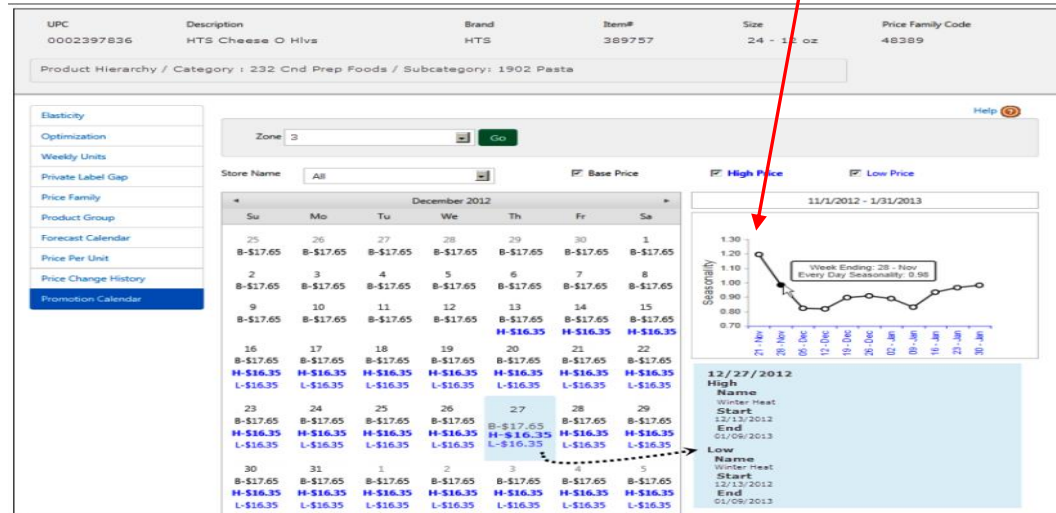 UPC Description Brand Item# Size Price Family Code
0002397836 HTS Cheese O Hlvs HTS 389757 24 - 12 oz 48389
Product Hierarchy / Category : 232 Cnd Prep Foods / Subcategory: 1902 Pasta
Help
Elasticity
Optimization
Weekly Units
Private Label Gap
Price Family
Product Group
Forecast Calendar
Price Per Unit
Price Change History
Promotion Calendar
Zone 3 Go
Store Name All Base Price High Price Low Price
December 2012
Su Mo Tu We Th Fr Sa
25 26 27 28 29 30 1
B-$17.65 B-$17.65 B-$17.65 B-$17.65 B-$17.65 B-$17.65 B-$17.65
2 3 4 5 6 7 8
B-$17.65 B-$17.65 B-$17.65 B-$17.65 B-$17.65 B-$17.65 B-$17.65
9 10 11 12 13 14 15
B-$17.65 B-$17.65 B-$17.65 B-$17.65 B-$17.65 B-$17.65 B-$17.65
H-$16.35 H-$16.35 H-$16.35
16 17 18 19 20 21 22
B-$17.65 B-$17.65 B-$17.65 B-$17.65 B-$17.65 B-$17.65 B-$17.65
H-$16.35 H-$16.35 H-$16.35 H-$16.35 H-$16.35 H-$16.35 H-$16.35
L-$16.35 L-$16.35 L-$16.35 L-$16.35 L-$16.35 L-$16.35 L-$16.35
23 24 25 26 27 28 29
B-$17.65 B-$17.65 B-$17.65 B-$17.65 B-$17.65 B-$17.65 B-$17.65
H-$16.35 H-$16.35 H-$16.35 H-$16.35 H-$16.35 H-$16.35 H-$16.35
L-$16.35 L-$16.35 L-$16.35 L-$16.35 L-$16.35 L-$16.35 L-$16.35
30 31 1 2 3 4 5
B-$17.65 B-$17.65 B-$17.65 B-$17.65 B-$17.65 B-$17.65 B-$17.65
H-$16.35 H-$16.35 H-$16.35 H-$16.35 H-$16.35 H-$16.35 H-$16.35
L-$16.35 L-$16.35 L-$16.35 L-$16.35 L-$16.35 L-$16.35 L-$16.35
11/1/2012 - 1/31/2013
Seasonality
1.30
1.20
1.10
1.00
0.90
0.80
0.70
Week Ending: 28 - Nov
Every Day Seasonality: 0.98
21 - Nov 28 - Nov 05 - Dec 12 - Dec 19 - Dec 26 - Dec 02 - Jan 09 - Jan 16 - Jan 23 - Jan 30 - Jan
12/27/2012
High
Name
Winter Heat
Start
12/13/2012
End
01/09/2013
Low
Name
Winter Heat
Start
12/13/2012
End
01/09/2013